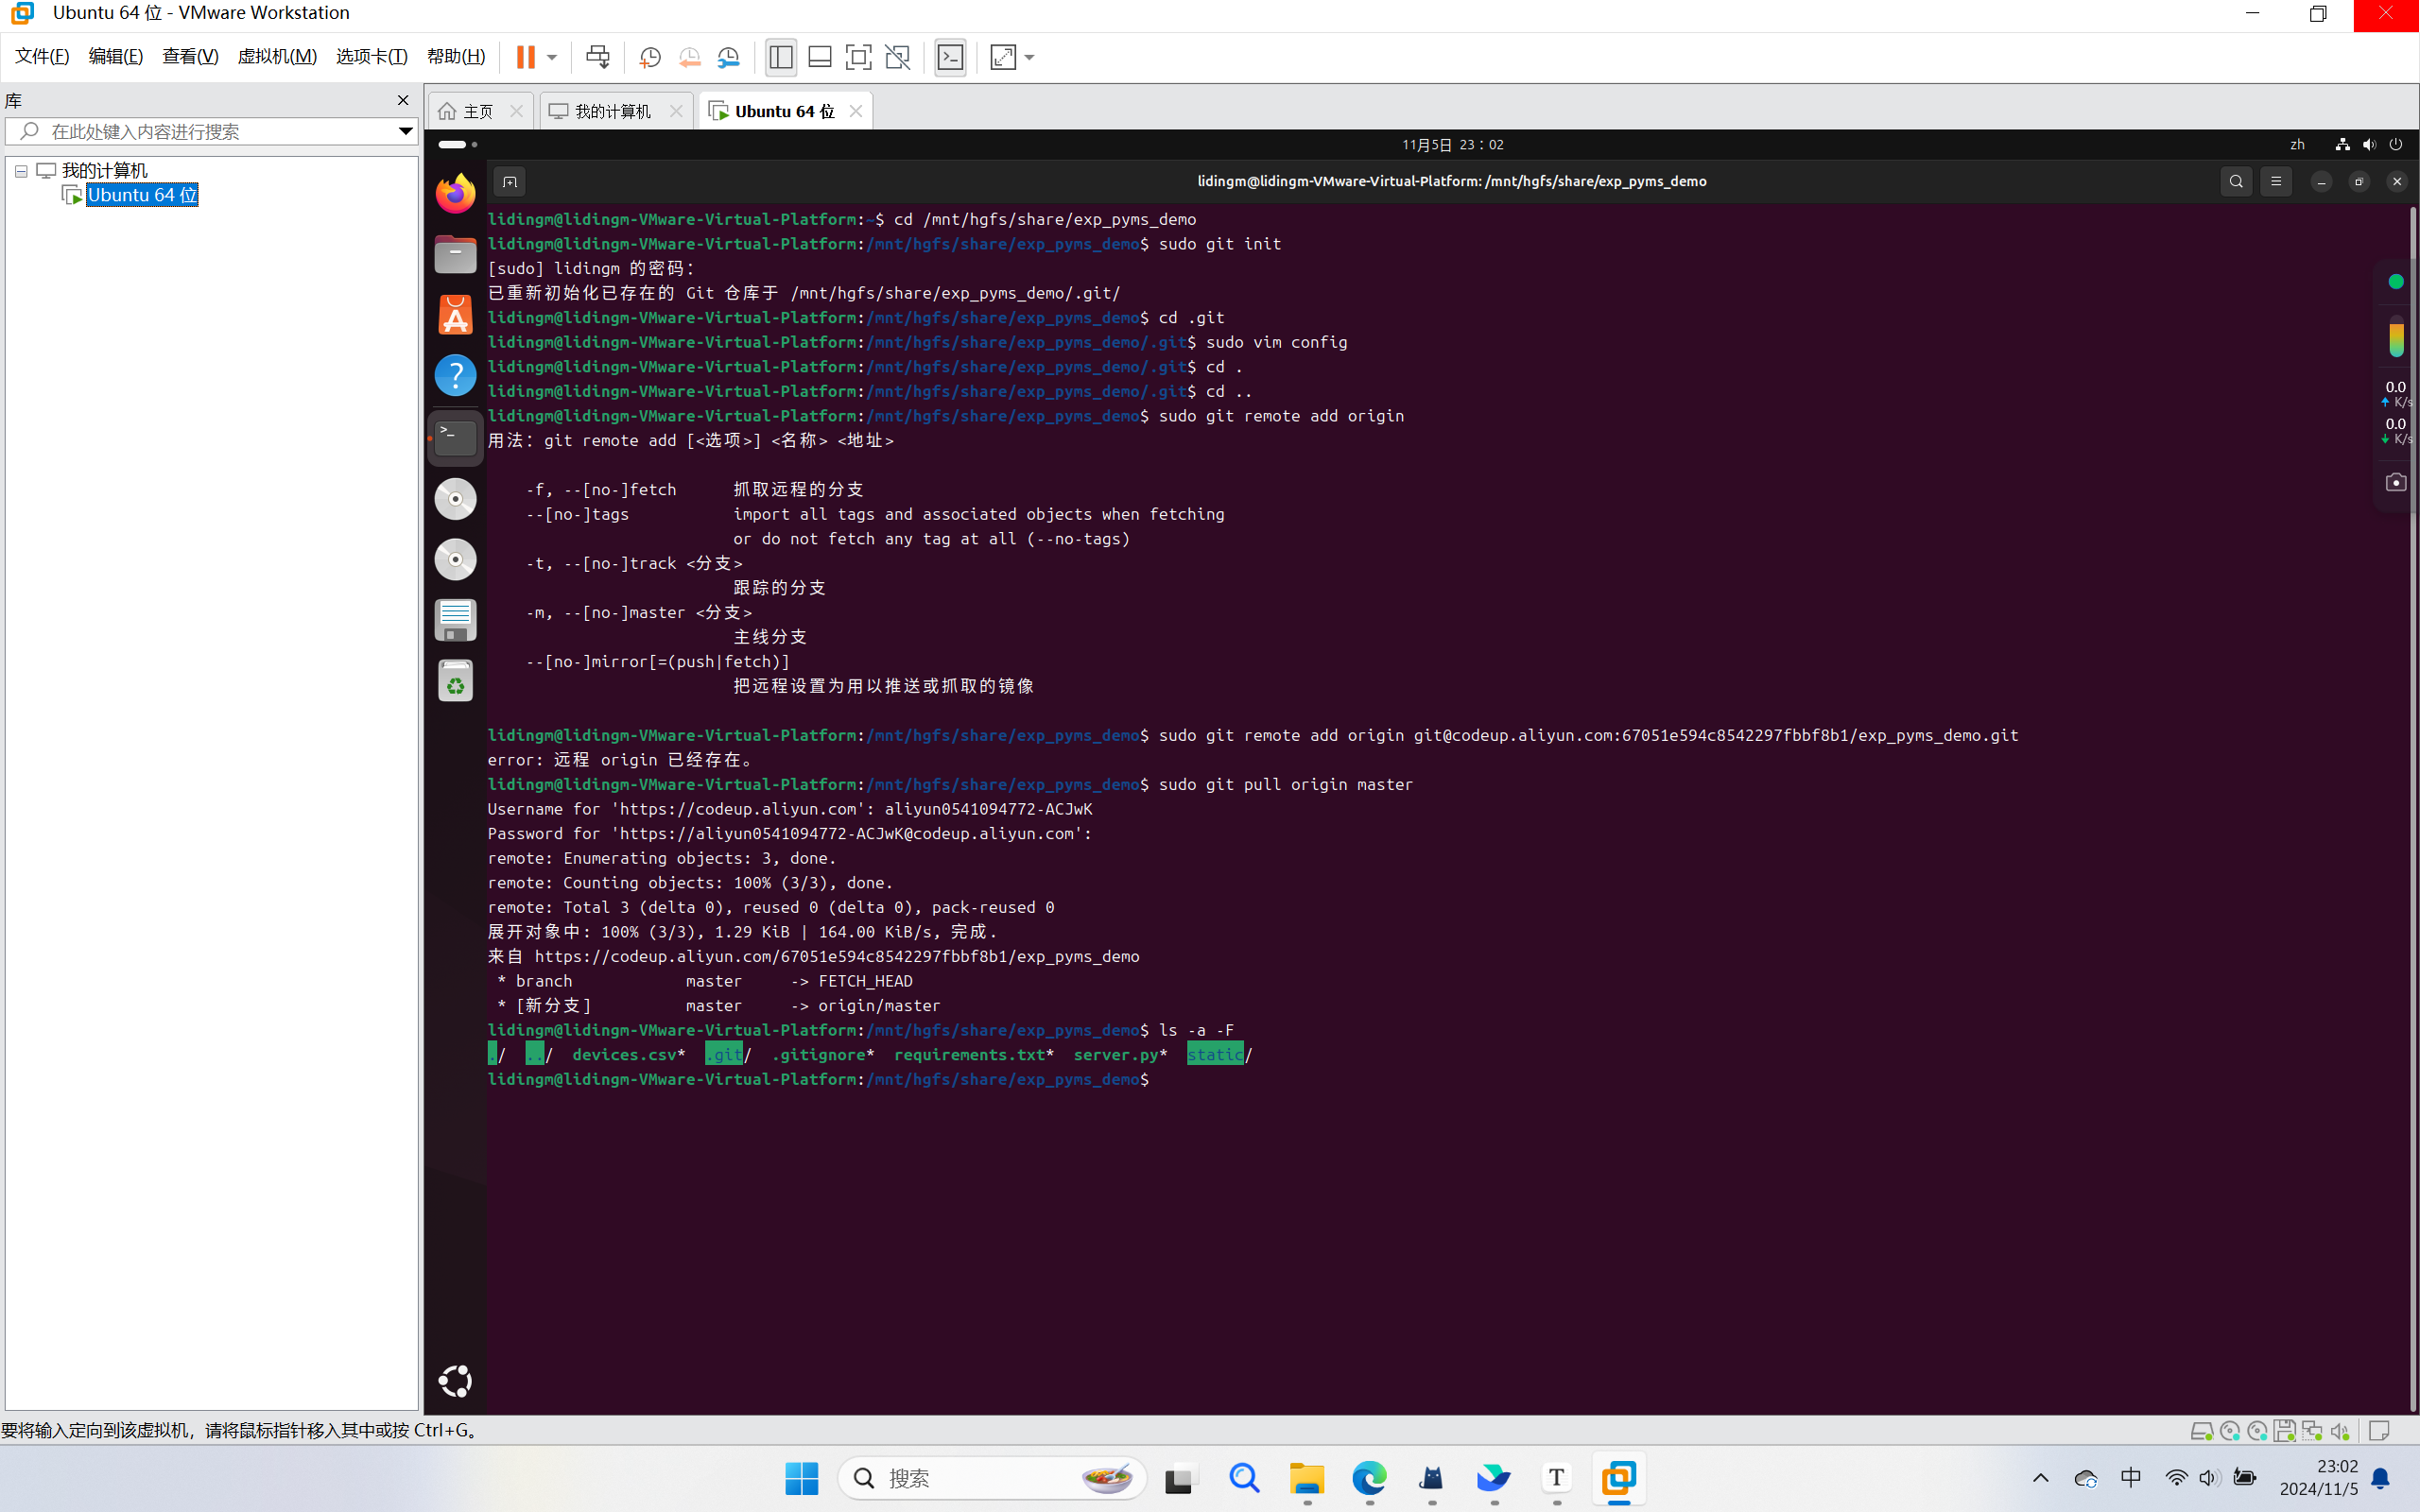 Ubuntu 64 位 - VMware Workstation
文件(F) 编辑(E) 查看(V) 虚拟机(M) 选项卡(T) 帮助(H)
库
在此处键入内容进行搜索
我的计算机
Ubuntu 64 位
主页 我的计算机 Ubuntu 64 位
11月5日 23：02 zh
lidingm@lidingm-VMware-Virtual-Platform: /mnt/hgfs/share/exp_pyms_demo
lidingm@lidingm-VMware-Virtual-Platform:~$ cd /mnt/hgfs/share/exp_pyms_demo
lidingm@lidingm-VMware-Virtual-Platform:/mnt/hgfs/share/exp_pyms_demo$ sudo git init
[sudo] lidingm 的密码：
已重新初始化已存在的 Git 仓库于 /mnt/hgfs/share/exp_pyms_demo/.git/
lidingm@lidingm-VMware-Virtual-Platform:/mnt/hgfs/share/exp_pyms_demo$ cd .git
lidingm@lidingm-VMware-Virtual-Platform:/mnt/hgfs/share/exp_pyms_demo/.git$ sudo vim config
lidingm@lidingm-VMware-Virtual-Platform:/mnt/hgfs/share/exp_pyms_demo/.git$ cd .
lidingm@lidingm-VMware-Virtual-Platform:/mnt/hgfs/share/exp_pyms_demo/.git$ cd ..
lidingm@lidingm-VMware-Virtual-Platform:/mnt/hgfs/share/exp_pyms_demo$ sudo git remote add origin
用法：git remote add [<选项>] <名称> <地址>
-f, --[no-]fetch 抓取远程的分支
--[no-]tags import all tags and associated objects when fetching
or do not fetch any tag at all (--no-tags)
-t, --[no-]track <分支>
跟踪的分支
-m, --[no-]master <分支>
主线分支
--[no-]mirror[=(push|fetch)]
把远程设置为用以推送或抓取的镜像
lidingm@lidingm-VMware-Virtual-Platform:/mnt/hgfs/share/exp_pyms_demo$ sudo git remote add origin git@codeup.aliyun.com:67051e594c8542297fbbf8b1/exp_pyms_demo.git
error: 远程 origin 已经存在。
lidingm@lidingm-VMware-Virtual-Platform:/mnt/hgfs/share/exp_pyms_demo$ sudo git pull origin master
Username for 'https://codeup.aliyun.com': aliyun0541094772-ACJwK
Password for 'https://aliyun0541094772-ACJwK@codeup.aliyun.com':
remote: Enumerating objects: 3, done.
remote: Counting objects: 100% (3/3), done.
remote: Total 3 (delta 0), reused 0 (delta 0), pack-reused 0
展开对象中: 100% (3/3), 1.29 KiB | 164.00 KiB/s, 完成.
来自 https://codeup.aliyun.com/67051e594c8542297fbbf8b1/exp_pyms_demo
* branch master -> FETCH_HEAD
* [新分支] master -> origin/master
lidingm@lidingm-VMware-Virtual-Platform:/mnt/hgfs/share/exp_pyms_demo$ ls -a -F
./ ../ devices.csv* .git/ .gitignore* requirements.txt* server.py* static/
lidingm@lidingm-VMware-Virtual-Platform:/mnt/hgfs/share/exp_pyms_demo$
0.0
K/s
0.0
K/s
要将输入定向到该虚拟机，请将鼠标指针移入其中或按 Ctrl+G。
搜索
中
23:02
2024/11/5